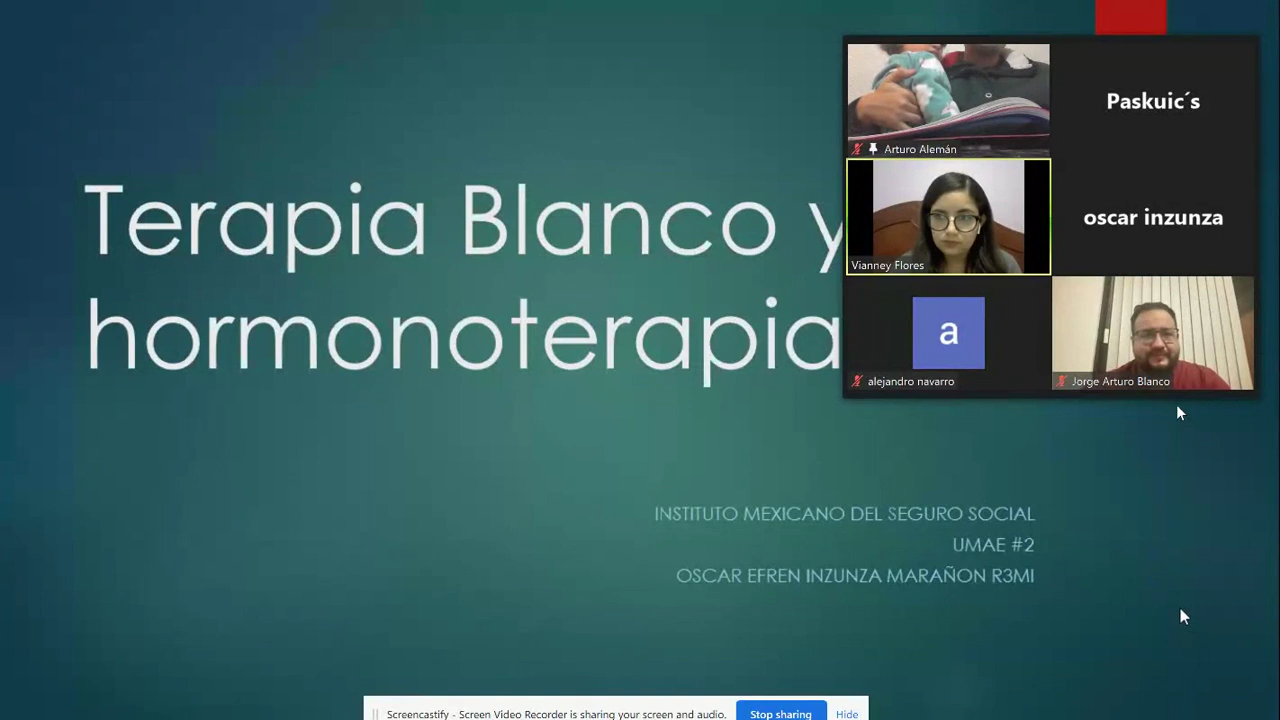 Terapia Blanco y
hormonoterapia
INSTITUTO MEXICANO DEL SEGURO SOCIAL
UMAE #2
OSCAR EFREN INZUNZA MARAÑON R3MI
Arturo Alemán
Paskuic´s
Vianney Flores
oscar inzunza
a
alejandro navarro
Jorge Arturo Blanco
Screencastify - Screen Video Recorder is sharing your screen and audio.
Stop sharing
Hide